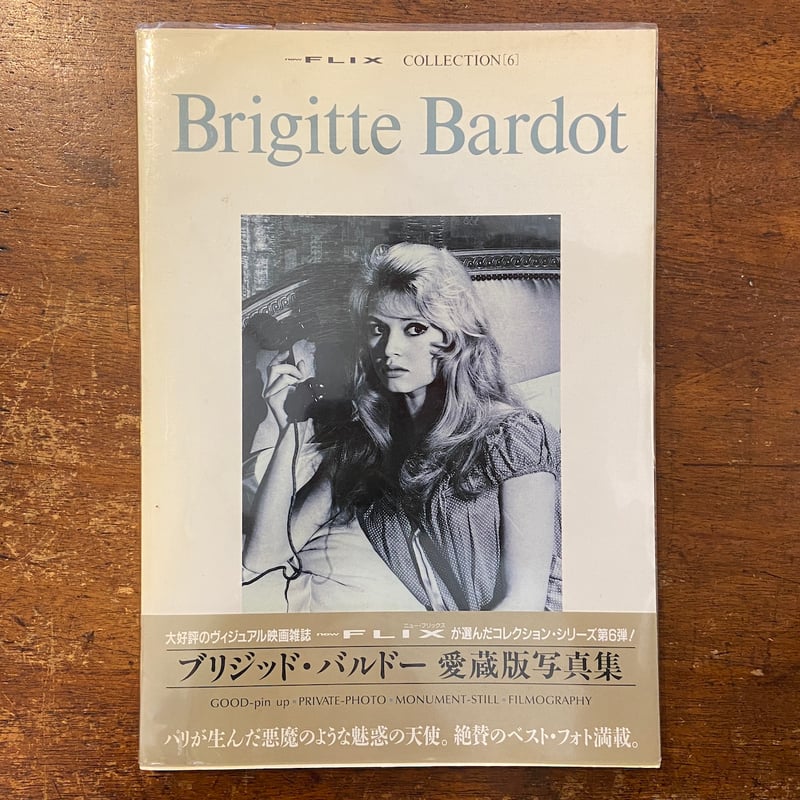 new FLIX COLLECTION[6]
Brigitte Bardot
ニュー・フリックス
大好評のヴィジュアル映画雑誌 new FLIX が選んだコレクション・シリーズ第6弾!
ブリジッド・バルドー 愛蔵版写真集
GOOD-pin up•PRIVATE-PHOTO•MONUMENT-STILL•FILMOGRAPHY
パリが生んだ悪魔のような魅惑の天使。絶賛のベスト・フォト満載。